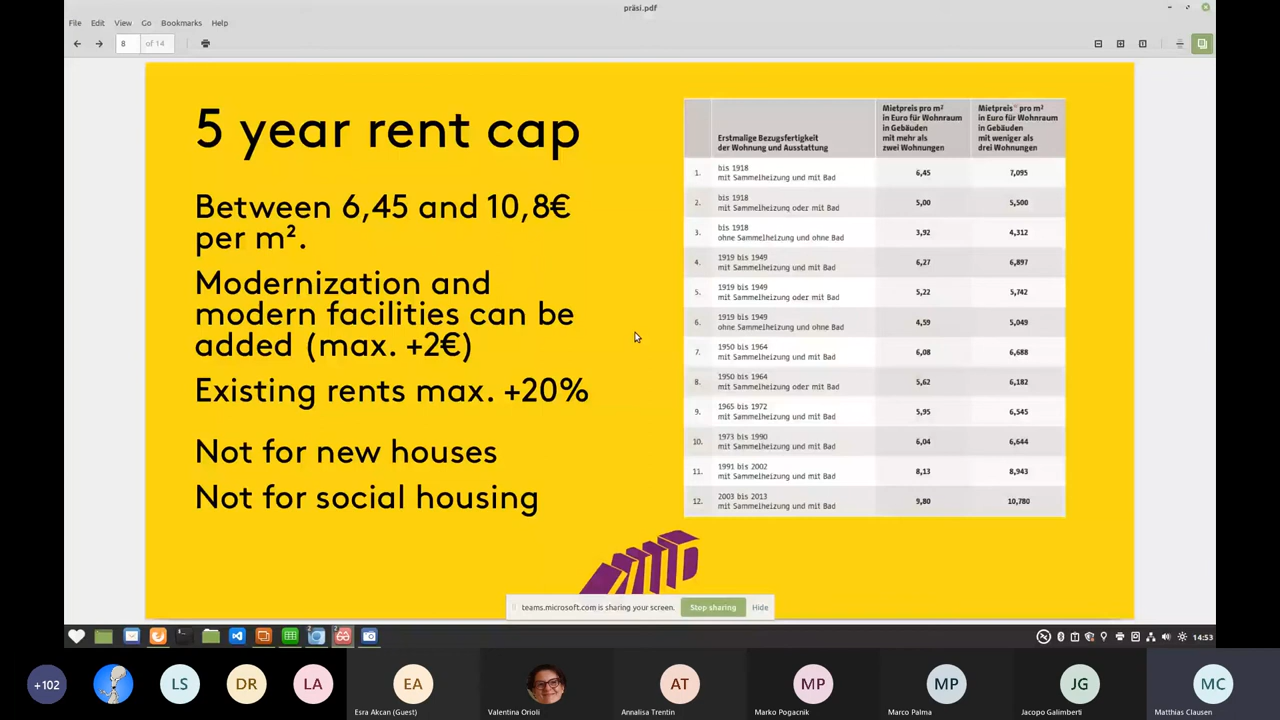 präsi.pdf
File Edit View Go Bookmarks Help
8 of 14
5 year rent cap
Between 6,45 and 10,8€
per m².
Modernization and
modern facilities can be
added (max. +2€)
Existing rents max. +20%
Not for new houses
Not for social housing
Erstmalige Bezugsfertigkeit
der Wohnung und Ausstattung
Mietpreis pro m²
in Euro für Wohnraum
in Gebäuden
mit mehr als
zwei Wohnungen
Mietpreis* pro m²
in Euro für Wohnraum
in Gebäuden
mit weniger als
drei Wohnungen
1. bis 1918
mit Sammelheizung und mit Bad 6,45 7,095
2. bis 1918
mit Sammelheizung oder mit Bad 5,00 5,500
3. bis 1918
ohne Sammelheizung und ohne Bad 3,92 4,312
4. 1919 bis 1949
mit Sammelheizung und mit Bad 6,27 6,897
5. 1919 bis 1949
mit Sammelheizung oder mit Bad 5,22 5,742
6. 1919 bis 1949
ohne Sammelheizung und ohne Bad 4,59 5,049
7. 1950 bis 1964
mit Sammelheizung und mit Bad 6,08 6,688
8. 1950 bis 1964
mit Sammelheizung oder mit Bad 5,62 6,182
9. 1965 bis 1972
mit Sammelheizung und mit Bad 5,95 6,545
10. 1973 bis 1990
mit Sammelheizung und mit Bad 6,04 6,644
11. 1991 bis 2002
mit Sammelheizung und mit Bad 8,13 8,943
12. 2003 bis 2013
mit Sammelheizung und mit Bad 9,80 10,780
teams.microsoft.com is sharing your screen. Stop sharing Hide
14:53
+102 LS DR LA EA AT MP MP JG MC
Esra Akcan (Guest) Valentina Orioli Annalisa Trentin Marko Pogacnik Marco Palma Jacopo Galimberti Matthias Clausen